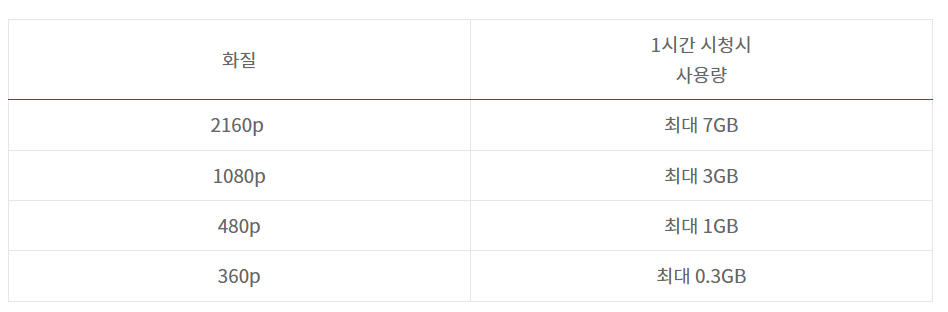 화질
1시간 시청시
사용량
2160p
최대 7GB
1080p
최대 3GB
480p
최대 1GB
360p
최대 0.3GB